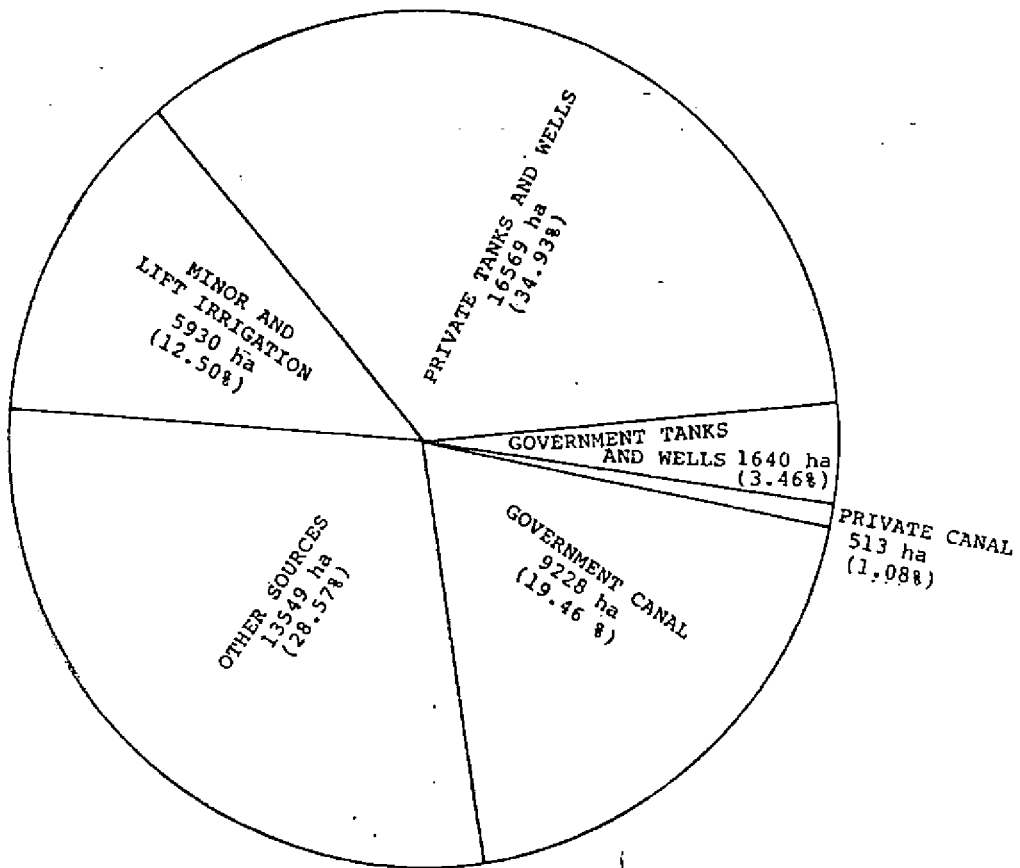 PRIVATE TANKS AND WELLS
16569 ha
(34.93%)
MINOR AND
LIFT IRRIGATION
5930 ha
(12.50%)
GOVERNMENT TANKS
AND WELLS 1640 ha
(3.46%)
PRIVATE CANAL
513 ha
(1.08%)
GOVERNMENT CANAL
9228 ha
(19.46 %)
OTHER SOURCES
13549 ha
(28.57%)